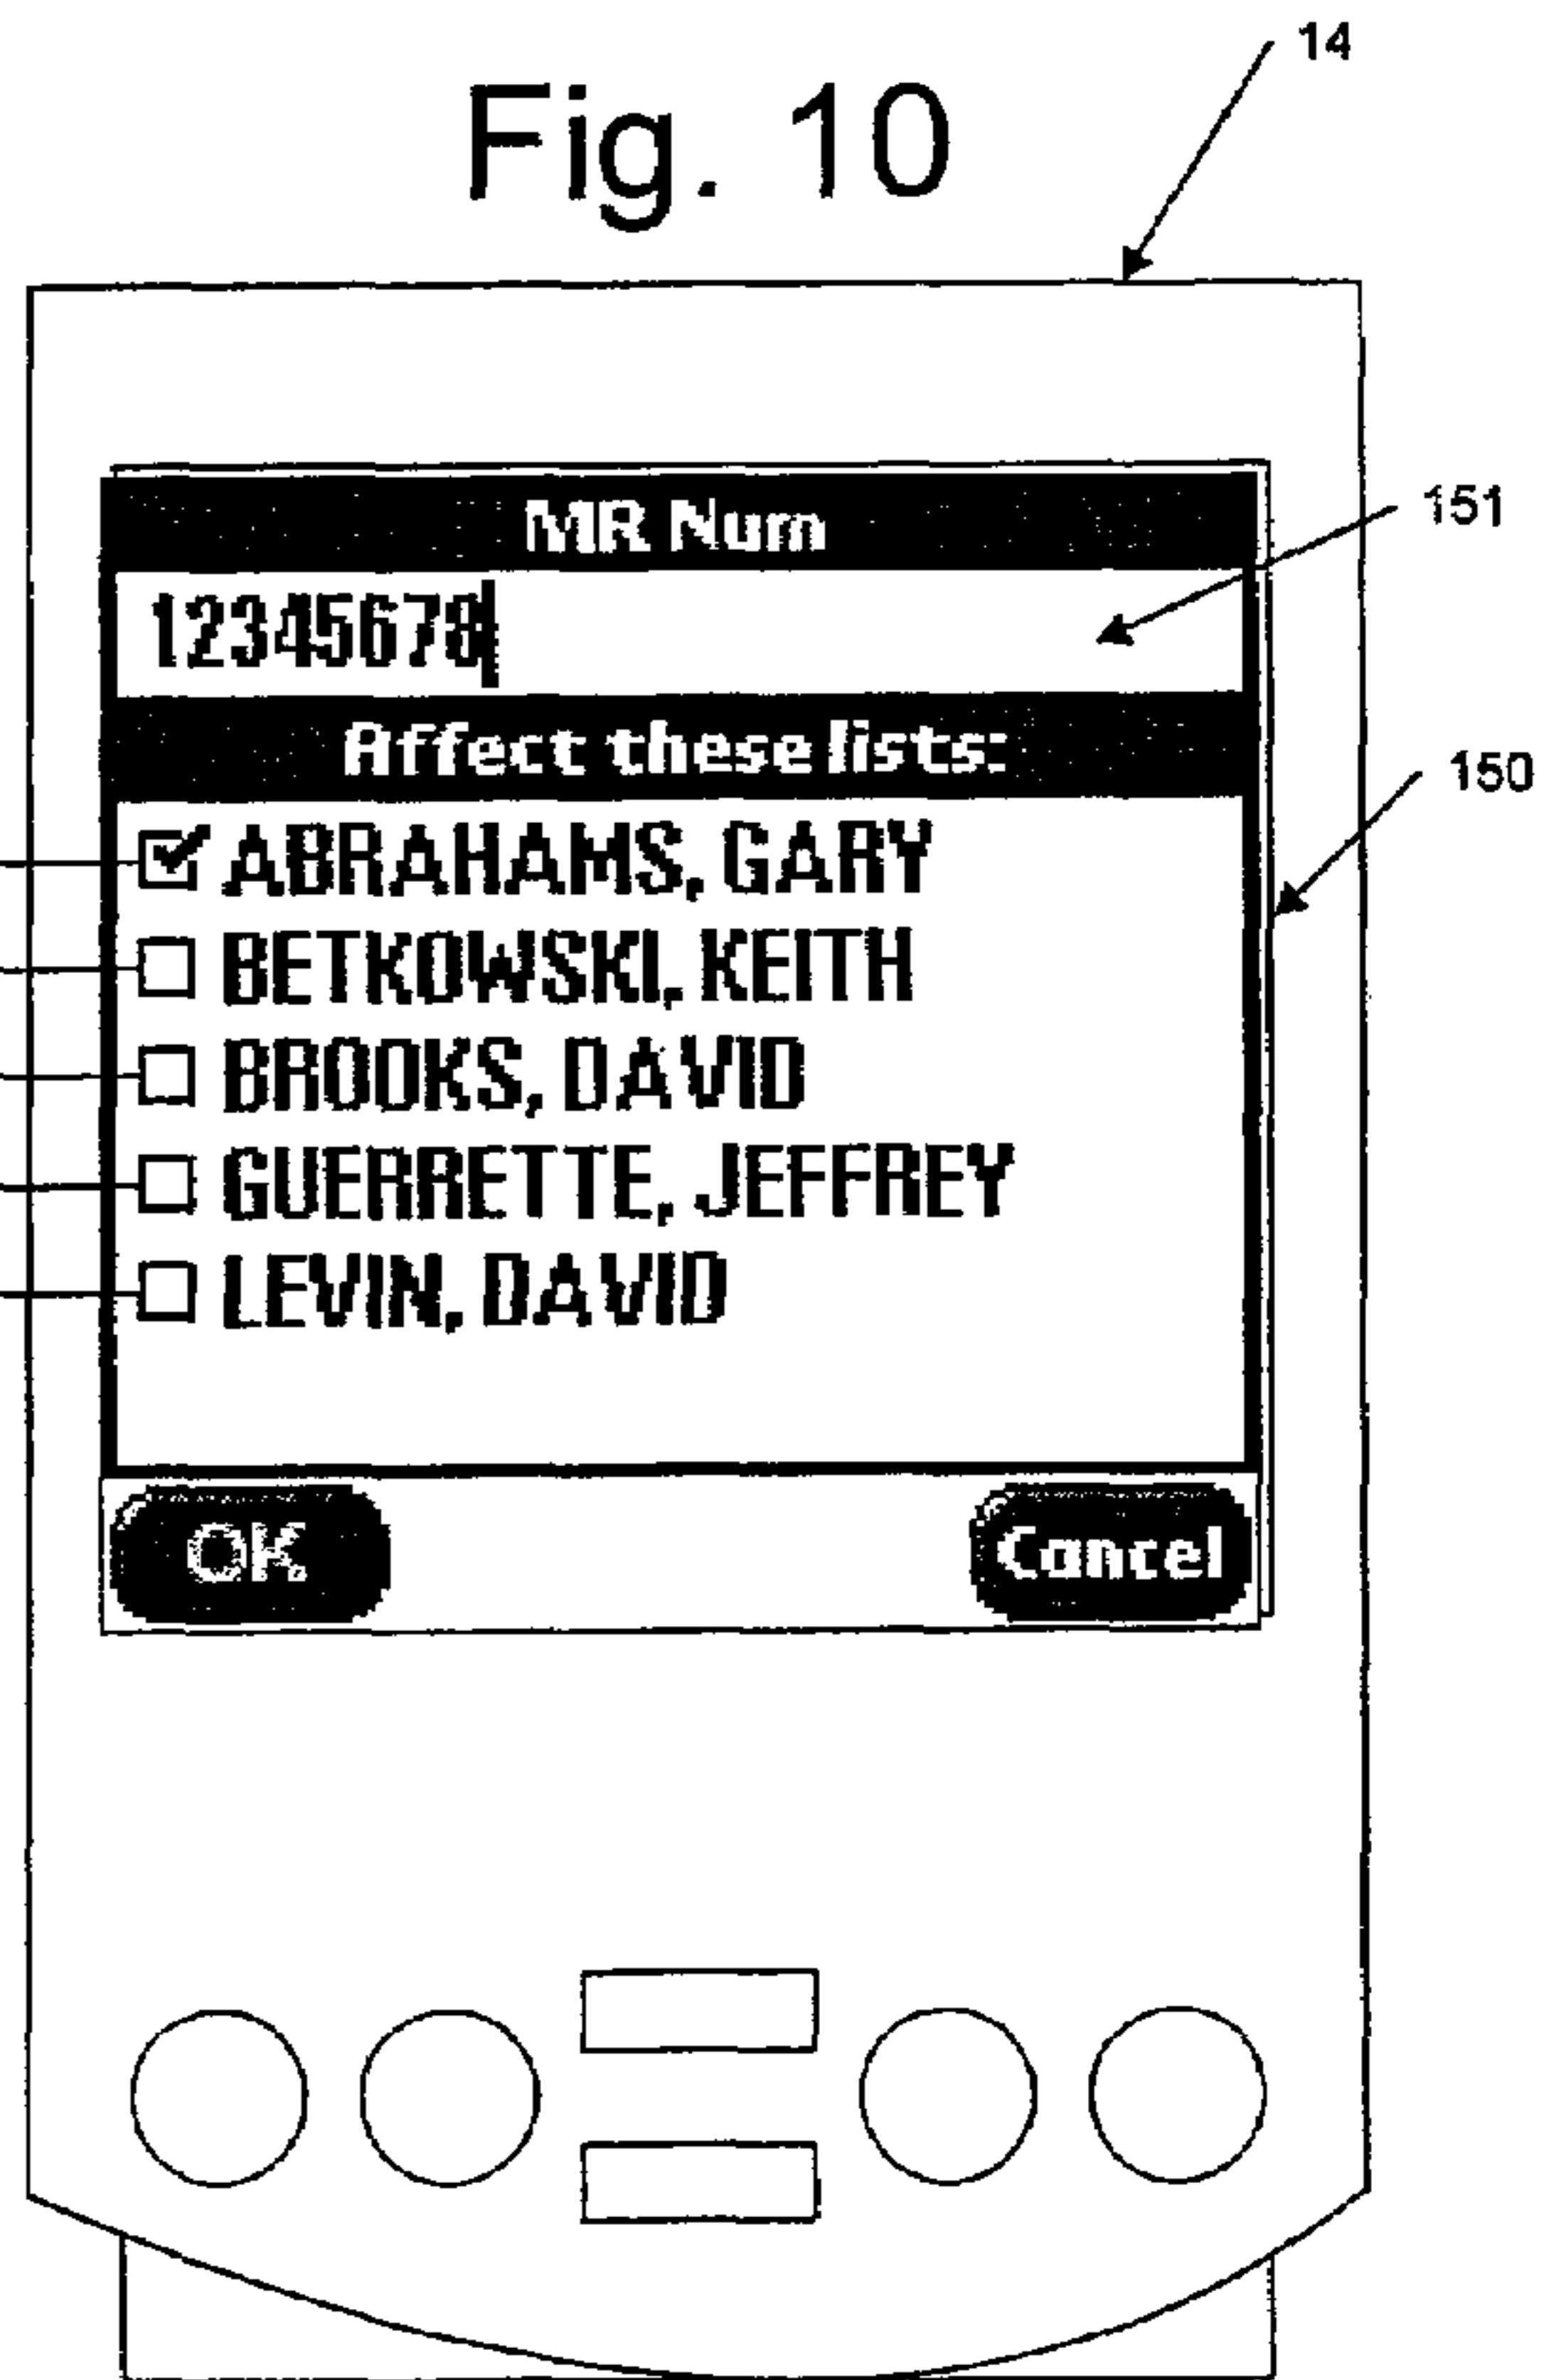 14
Fig. 10
MR Num
151
12345678
Affect these lists:
150
ABRAHAMS, GARY
BETKOWSKI, KEITH
BROOKS, DAVID
GUERRETTE, JEFFREY
LEVIN, DAVID
OK
Cancel